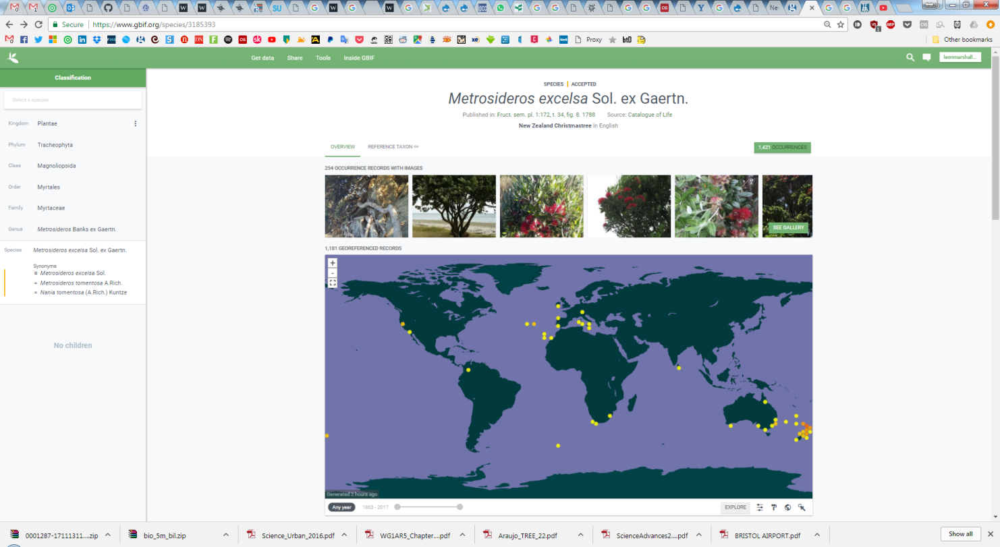 Secure | https://www.gbif.org/species/3185393
Proxy
Other bookmarks
Get data Share Tools Inside GBIF
leonmarshall...
Classification
Select a species
Kingdom Plantae
Phylum Tracheophyta
Class Magnoliopsida
Order Myrtales
Family Myrtaceae
Genus Metrosideros Banks ex Gaertn.
Species Metrosideros excelsa Sol. ex Gaertn.
Synonyms
≡ Metrosideros excelsa Sol.
= Metrosideros tomentosa A.Rich.
= Nania tomentosa (A.Rich.) Kuntze
No children
SPECIES | ACCEPTED
Metrosideros excelsa Sol. ex Gaertn.
Published in: Fruct. sem. pl. 1:172, t. 34, fig. 8. 1788 Source: Catalogue of Life
New Zealand Christmastree In English
OVERVIEW REFERENCE TAXON
1,421 OCCURRENCES
254 OCCURRENCE RECORDS WITH IMAGES
SEE GALLERY
1,181 GEOREFERENCED RECORDS
+
-
Generated 2 hours ago
Any year 1863 - 2017
EXPLORE
0001287-17111311....zip
bio_5m_bil.zip
Science_Urban_2016.pdf
WG1AR5_Chapter....pdf
Araujo_TREE_22.pdf
ScienceAdvances2....pdf
BRISTOL AIRPORT.pdf
Show all